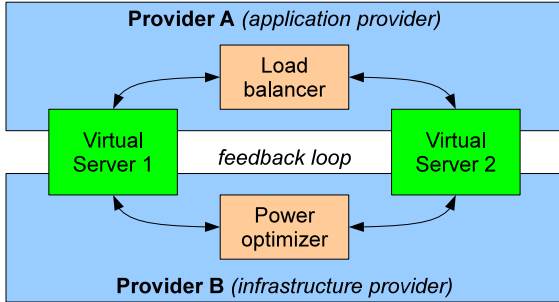 Provider A (application provider)
Load
balancer
Virtual
Server 1
feedback loop
Virtual
Server 2
Power
optimizer
Provider B (infrastructure provider)